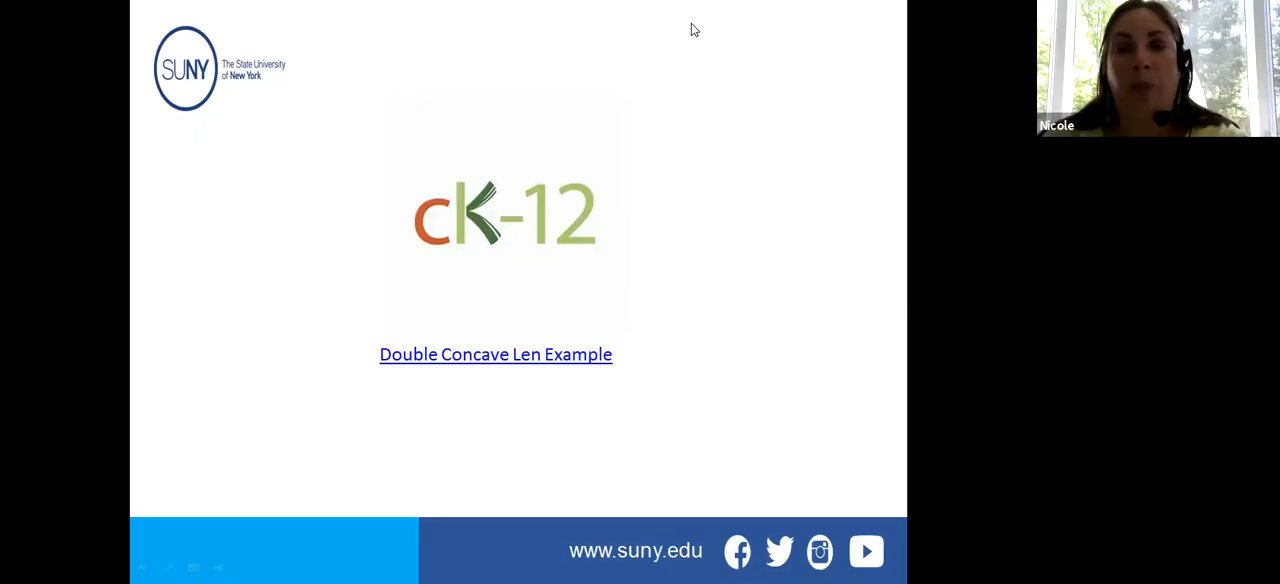 SUNY
The State University
of New York
cK-12
Double Concave Len Example
www.suny.edu
Nicole